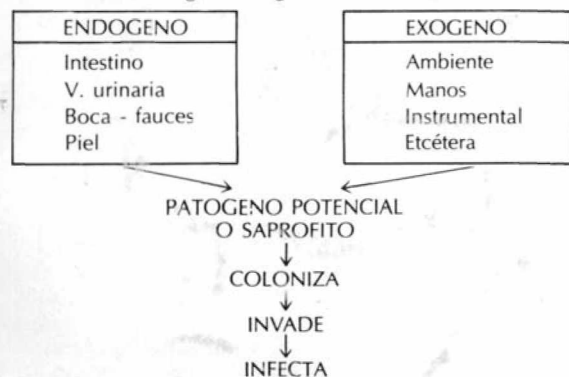 ENDOGENO
Intestino
V. urinaria
Boca - fauces
Piel
EXOGENO
Ambiente
Manos
Instrumental
Etcétera
PATOGENO POTENCIAL
O SAPROFITO
COLONIZA
INVADE
INFECTA